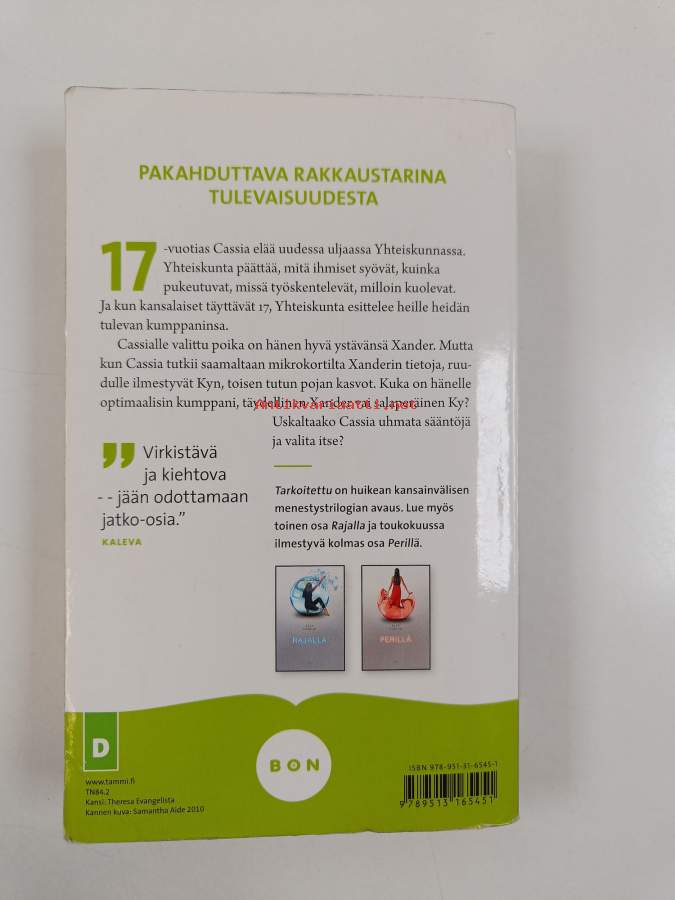 PAKAHDUTTAVA RAKKAUSTARINA
TULEVAISUUDESTA
17 -vuotias Cassia elää uudessa uljaassa Yhteiskunnassa.
Yhteiskunta päättää, mitä ihmiset syövät, kuinka
pukeutuvat, missä työskentelevät, milloin kuolevat.
Ja kun kansalaiset täyttävät 17, Yhteiskunta esittelee heille heidän
tulevan kumppaninsa.
Cassialle valittu poika on hänen hyvä ystävänsä Xander. Mutta
kun Cassia tutkii saamaltaan mikrokortilta Xanderin tietoja, ruu-
dulle ilmestyvät Kyn, toisen tutun pojan kasvot. Kuka on hänelle
optimaalisin kumppani, täydellinen Xander vai salaperäinen Ky?
Antikvariaatti.net
Uskaltaako Cassia uhmata sääntöjä
ja valita itse?
Virkistävä
ja kiehtova
- - jään odottamaan
jatko-osia.”
KALEVA
Tarkoitettu on huikean kansainvälisen
menestystrilogian avaus. Lue myös
toinen osa Rajalla ja toukokuussa
ilmestyvä kolmas osa Perillä.
RAJALLA
PERILLÄ
D
BON
www.tammi.fi
TN84.2
Kansi: Theresa Evangelista
Kannen kuva: Samantha Aide 2010
ISBN 978-951-31-6545-1
9789513165451